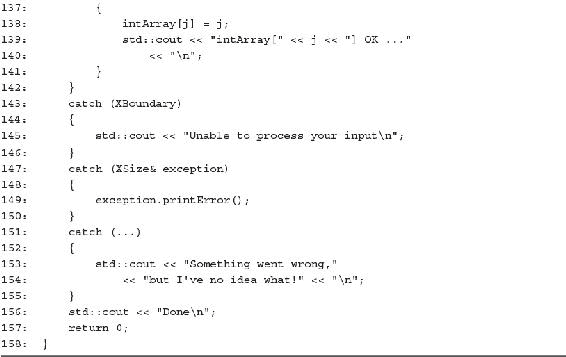 137:         {
138:             intArray[j] = j;
139:             std::cout << "intArray[" << j << "] OK ..."
140:                 << "\n";
141:         }
142:     }
143:     catch (XBoundary)
144:     {
145:         std::cout << "Unable to process your input\n";
146:     }
147:     catch (XSize& exception)
148:     {
149:         exception.printError();
150:     }
151:     catch (...)
152:     {
153:         std::cout << "Something went wrong,"
154:             << "but I've no idea what!" << "\n";
155:     }
156:     std::cout << "Done\n";
157:     return 0;
158: }